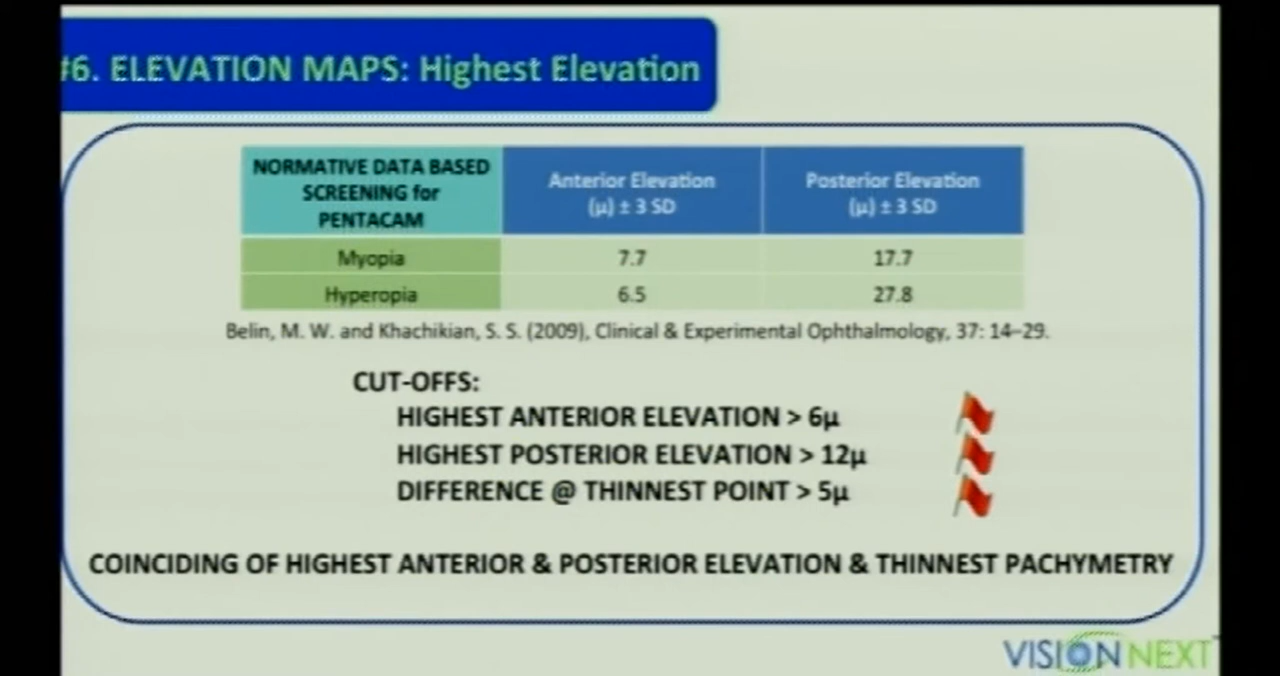 #6. ELEVATION MAPS: Highest Elevation
NORMATIVE DATA BASED
SCREENING for
PENTACAM
Anterior Elevation
(µ) ± 3 SD
Posterior Elevation
(µ) ± 3 SD
Myopia 7.7 17.7
Hyperopia 6.5 27.8
Belin, M. W. and Khachikian, S. S. (2009), Clinical & Experimental Ophthalmology, 37: 14–29.
CUT-OFFS:
HIGHEST ANTERIOR ELEVATION > 6µ
HIGHEST POSTERIOR ELEVATION > 12µ
DIFFERENCE @ THINNEST POINT > 5µ
COINCIDING OF HIGHEST ANTERIOR & POSTERIOR ELEVATION & THINNEST PACHYMETRY
VISION NEXT